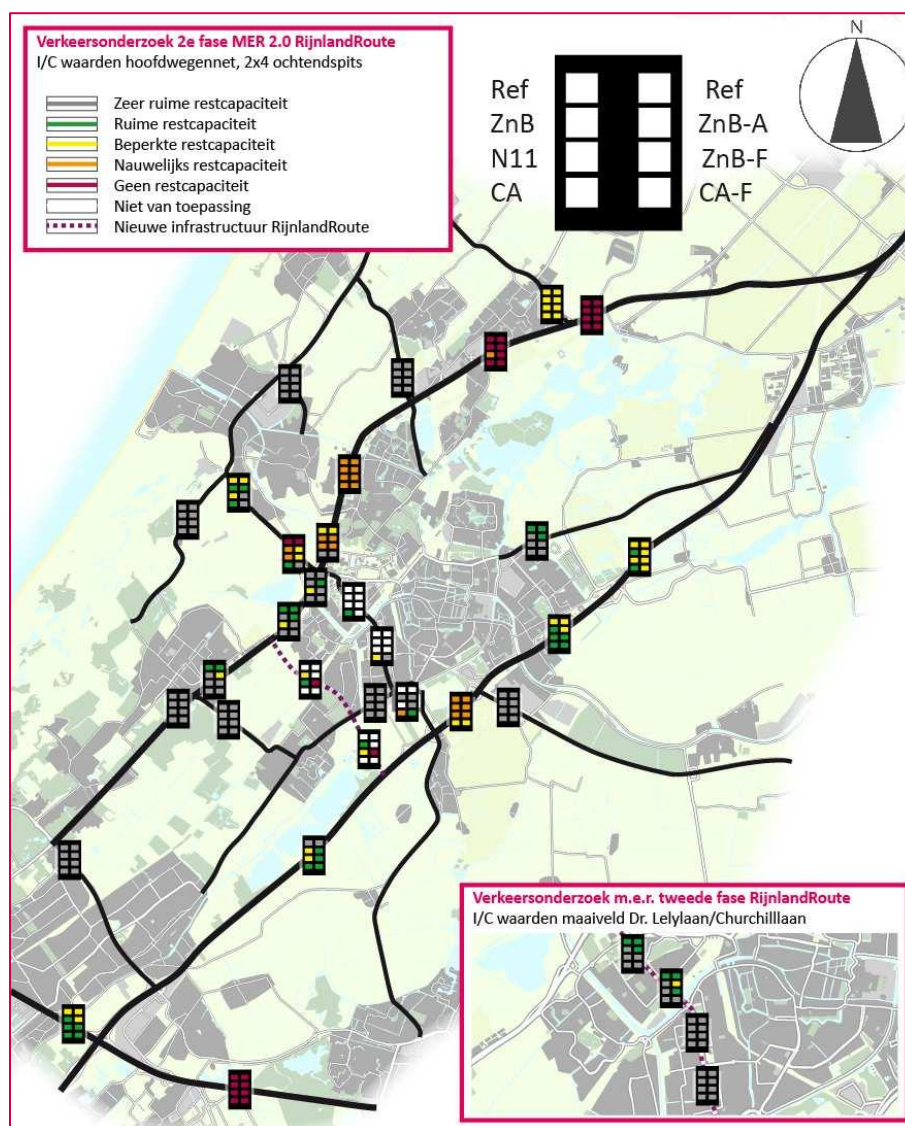 Verkeersonderzoek 2e fase MER 2.0 RijnlandRoute
I/C waarden hoofdwegennet, 2x4 ochtendspits
Zeer ruime restcapaciteit
Ruime restcapaciteit
Beperkte restcapaciteit
Nauwelijks restcapaciteit
Geen restcapaciteit
Niet van toepassing
Nieuwe infrastructuur RijnlandRoute
Ref Ref
ZnB ZnB-A
N11 ZnB-F
CA CA-F
N
Verkeersonderzoek m.e.r. tweede fase RijnlandRoute
I/C waarden maaiveld Dr. Lelylaan/Churchilllaan